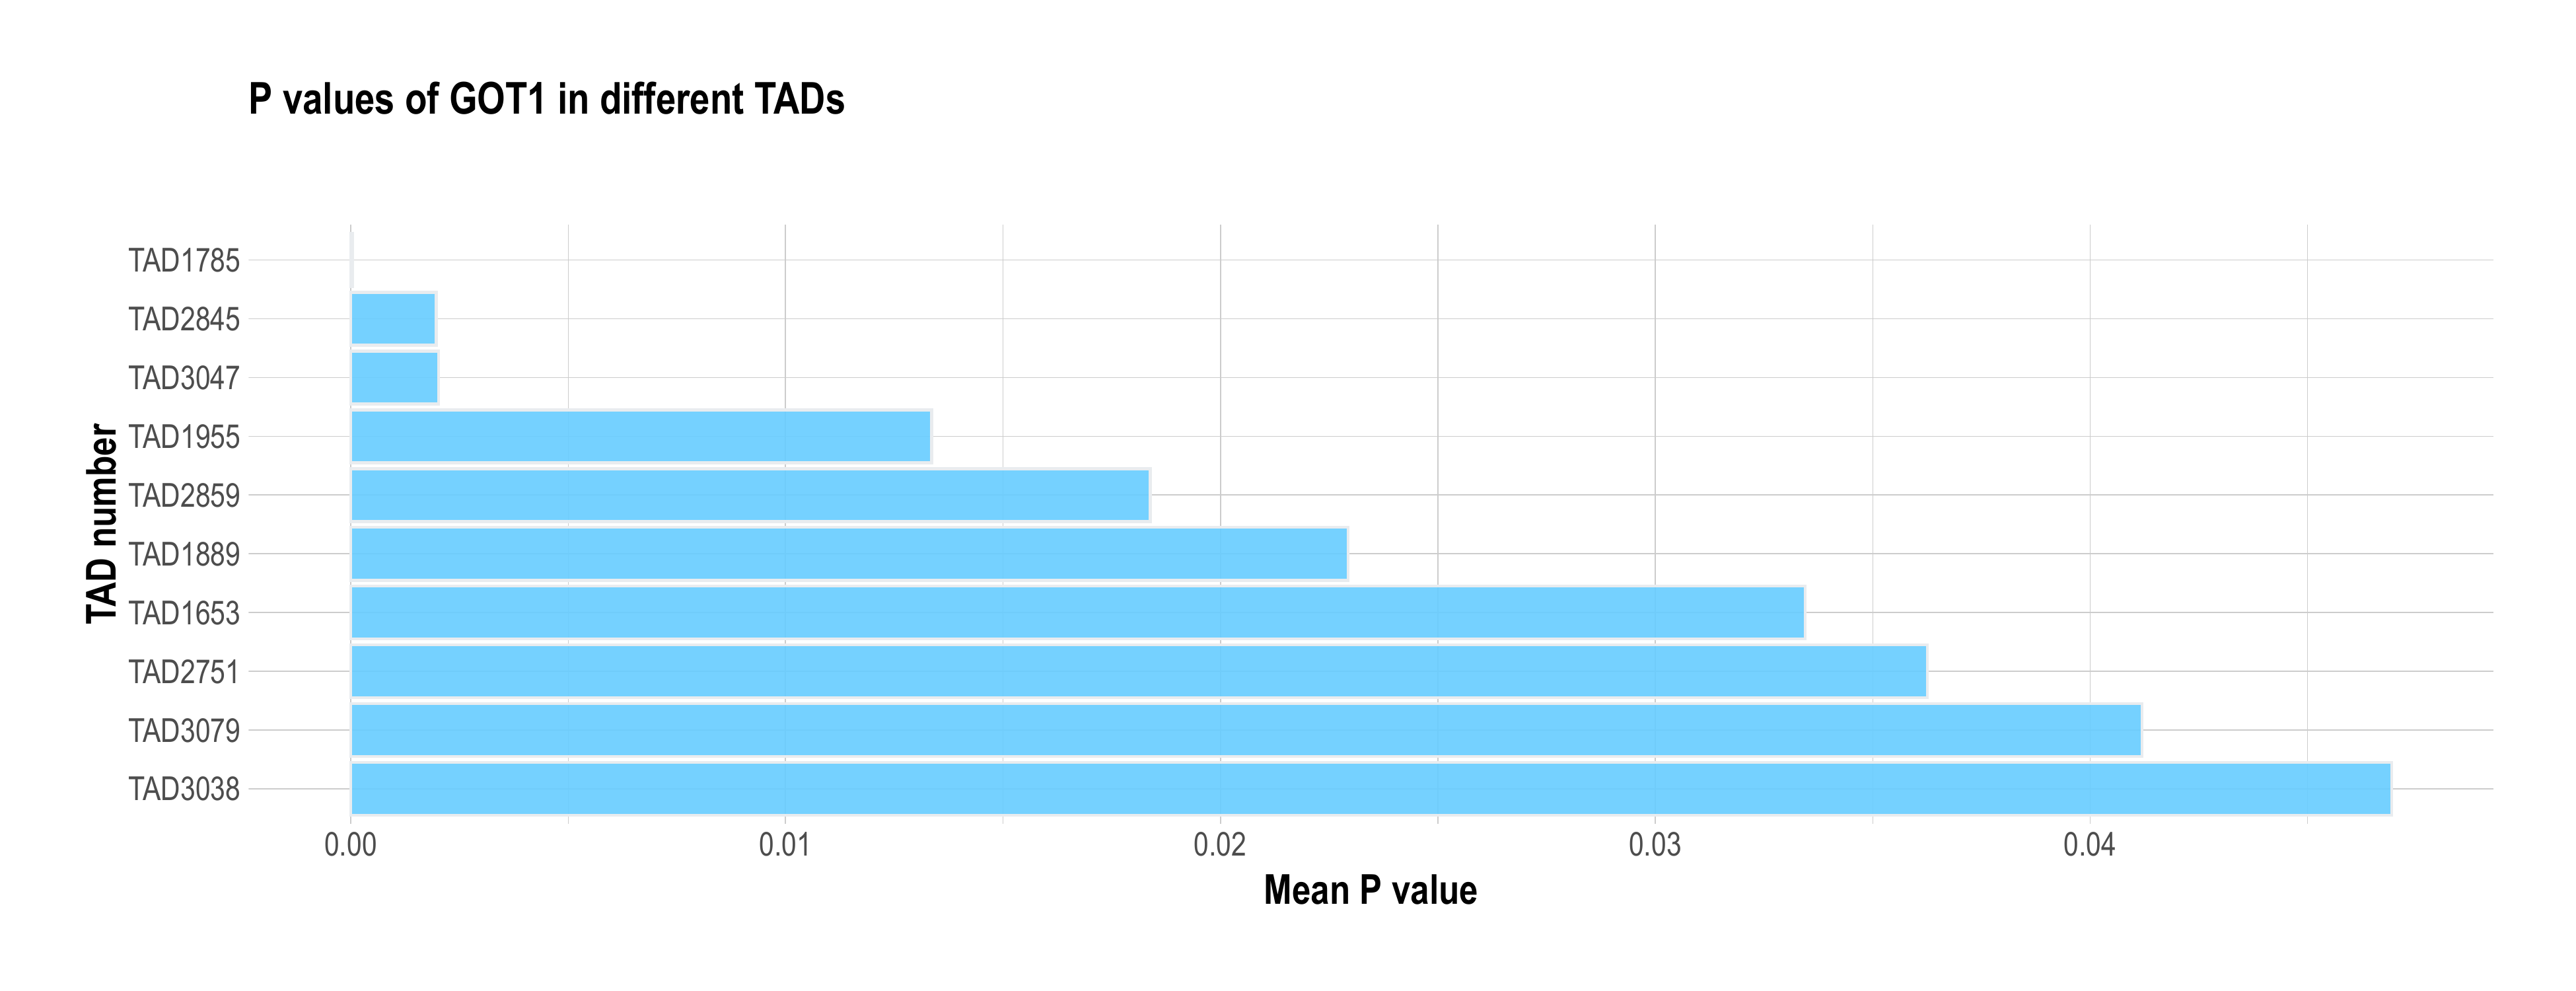 P values of GOT1 in different TADs
TAD number
TAD1785
TAD2845
TAD3047
TAD1955
TAD2859
TAD1889
TAD1653
TAD2751
TAD3079
TAD3038
0.00 0.01 0.02 0.03 0.04
Mean P value